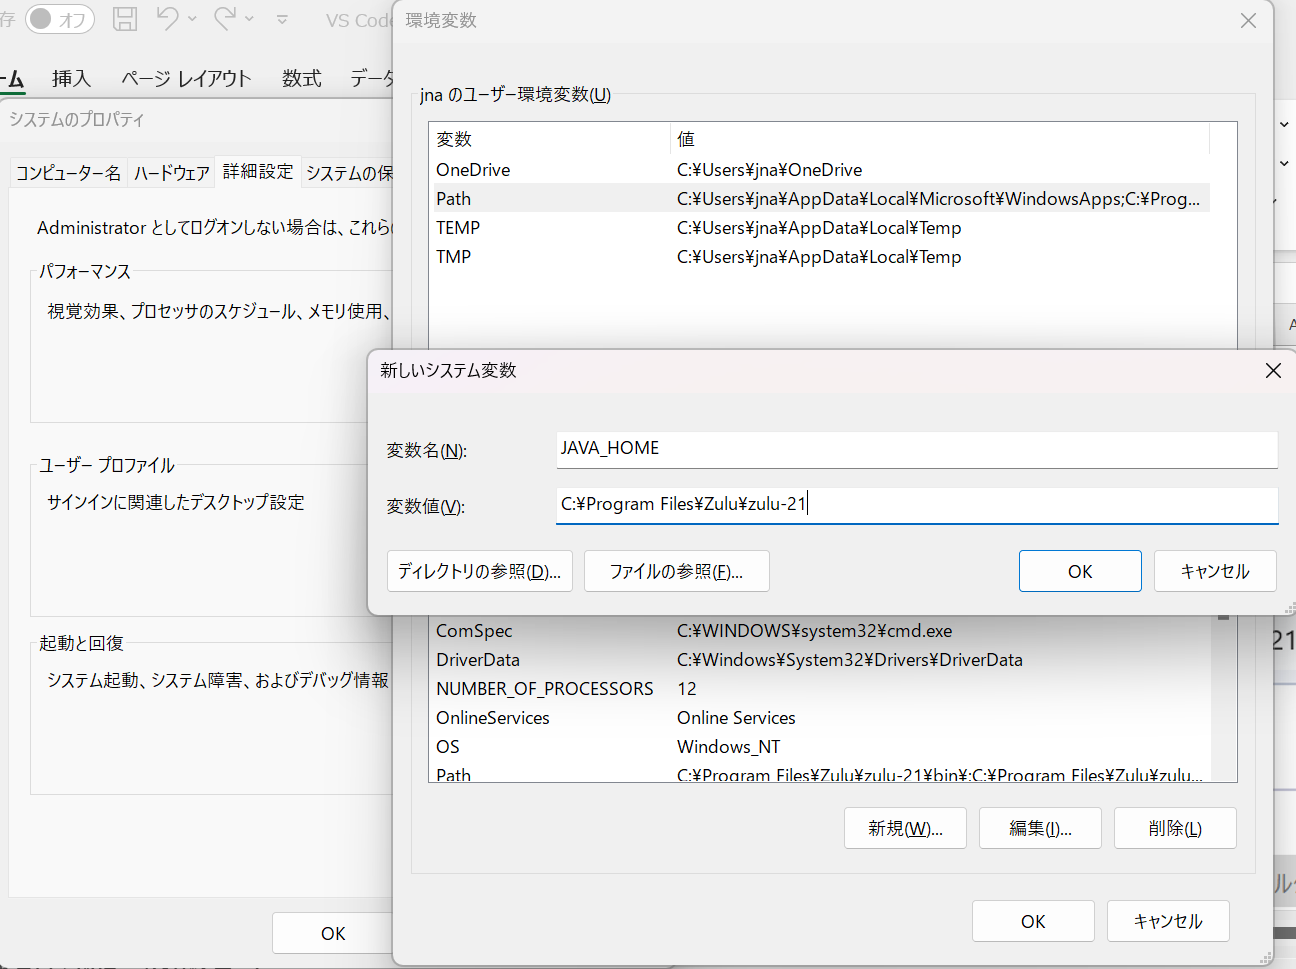 存 オフ VS Code
ーム 挿入 ページ レイアウト 数式 データ
システムのプロパティ
コンピューター名 ハードウェア 詳細設定 システムの保
Administrator としてログオンしない場合は、これら
パフォーマンス
視覚効果、プロセッサのスケジュール、メモリ使用、
ユーザー プロファイル
サインインに関連したデスクトップ設定
起動と回復
システム起動、システム障害、およびデバッグ情報
OK
環境変数
jna のユーザー環境変数(U)
変数 値
OneDrive C:¥Users¥jna¥OneDrive
Path C:¥Users¥jna¥AppData¥Local¥Microsoft¥WindowsApps;C:¥Prog...
TEMP C:¥Users¥jna¥AppData¥Local¥Temp
TMP C:¥Users¥jna¥AppData¥Local¥Temp
新しいシステム変数
変数名(N): JAVA_HOME
変数値(V): C:¥Program Files¥Zulu¥zulu-21
ディレクトリの参照(D)... ファイルの参照(F)... OK キャンセル
ComSpec C:¥WINDOWS¥system32¥cmd.exe
DriverData C:¥Windows¥System32¥Drivers¥DriverData
NUMBER_OF_PROCESSORS 12
OnlineServices Online Services
OS Windows_NT
Path C:¥Program Files¥Zulu¥zulu-21¥bin¥;C:¥Program Files¥Zulu¥zulu...
新規(W)... 編集(I)... 削除(L)
OK キャンセル
A
21
ル